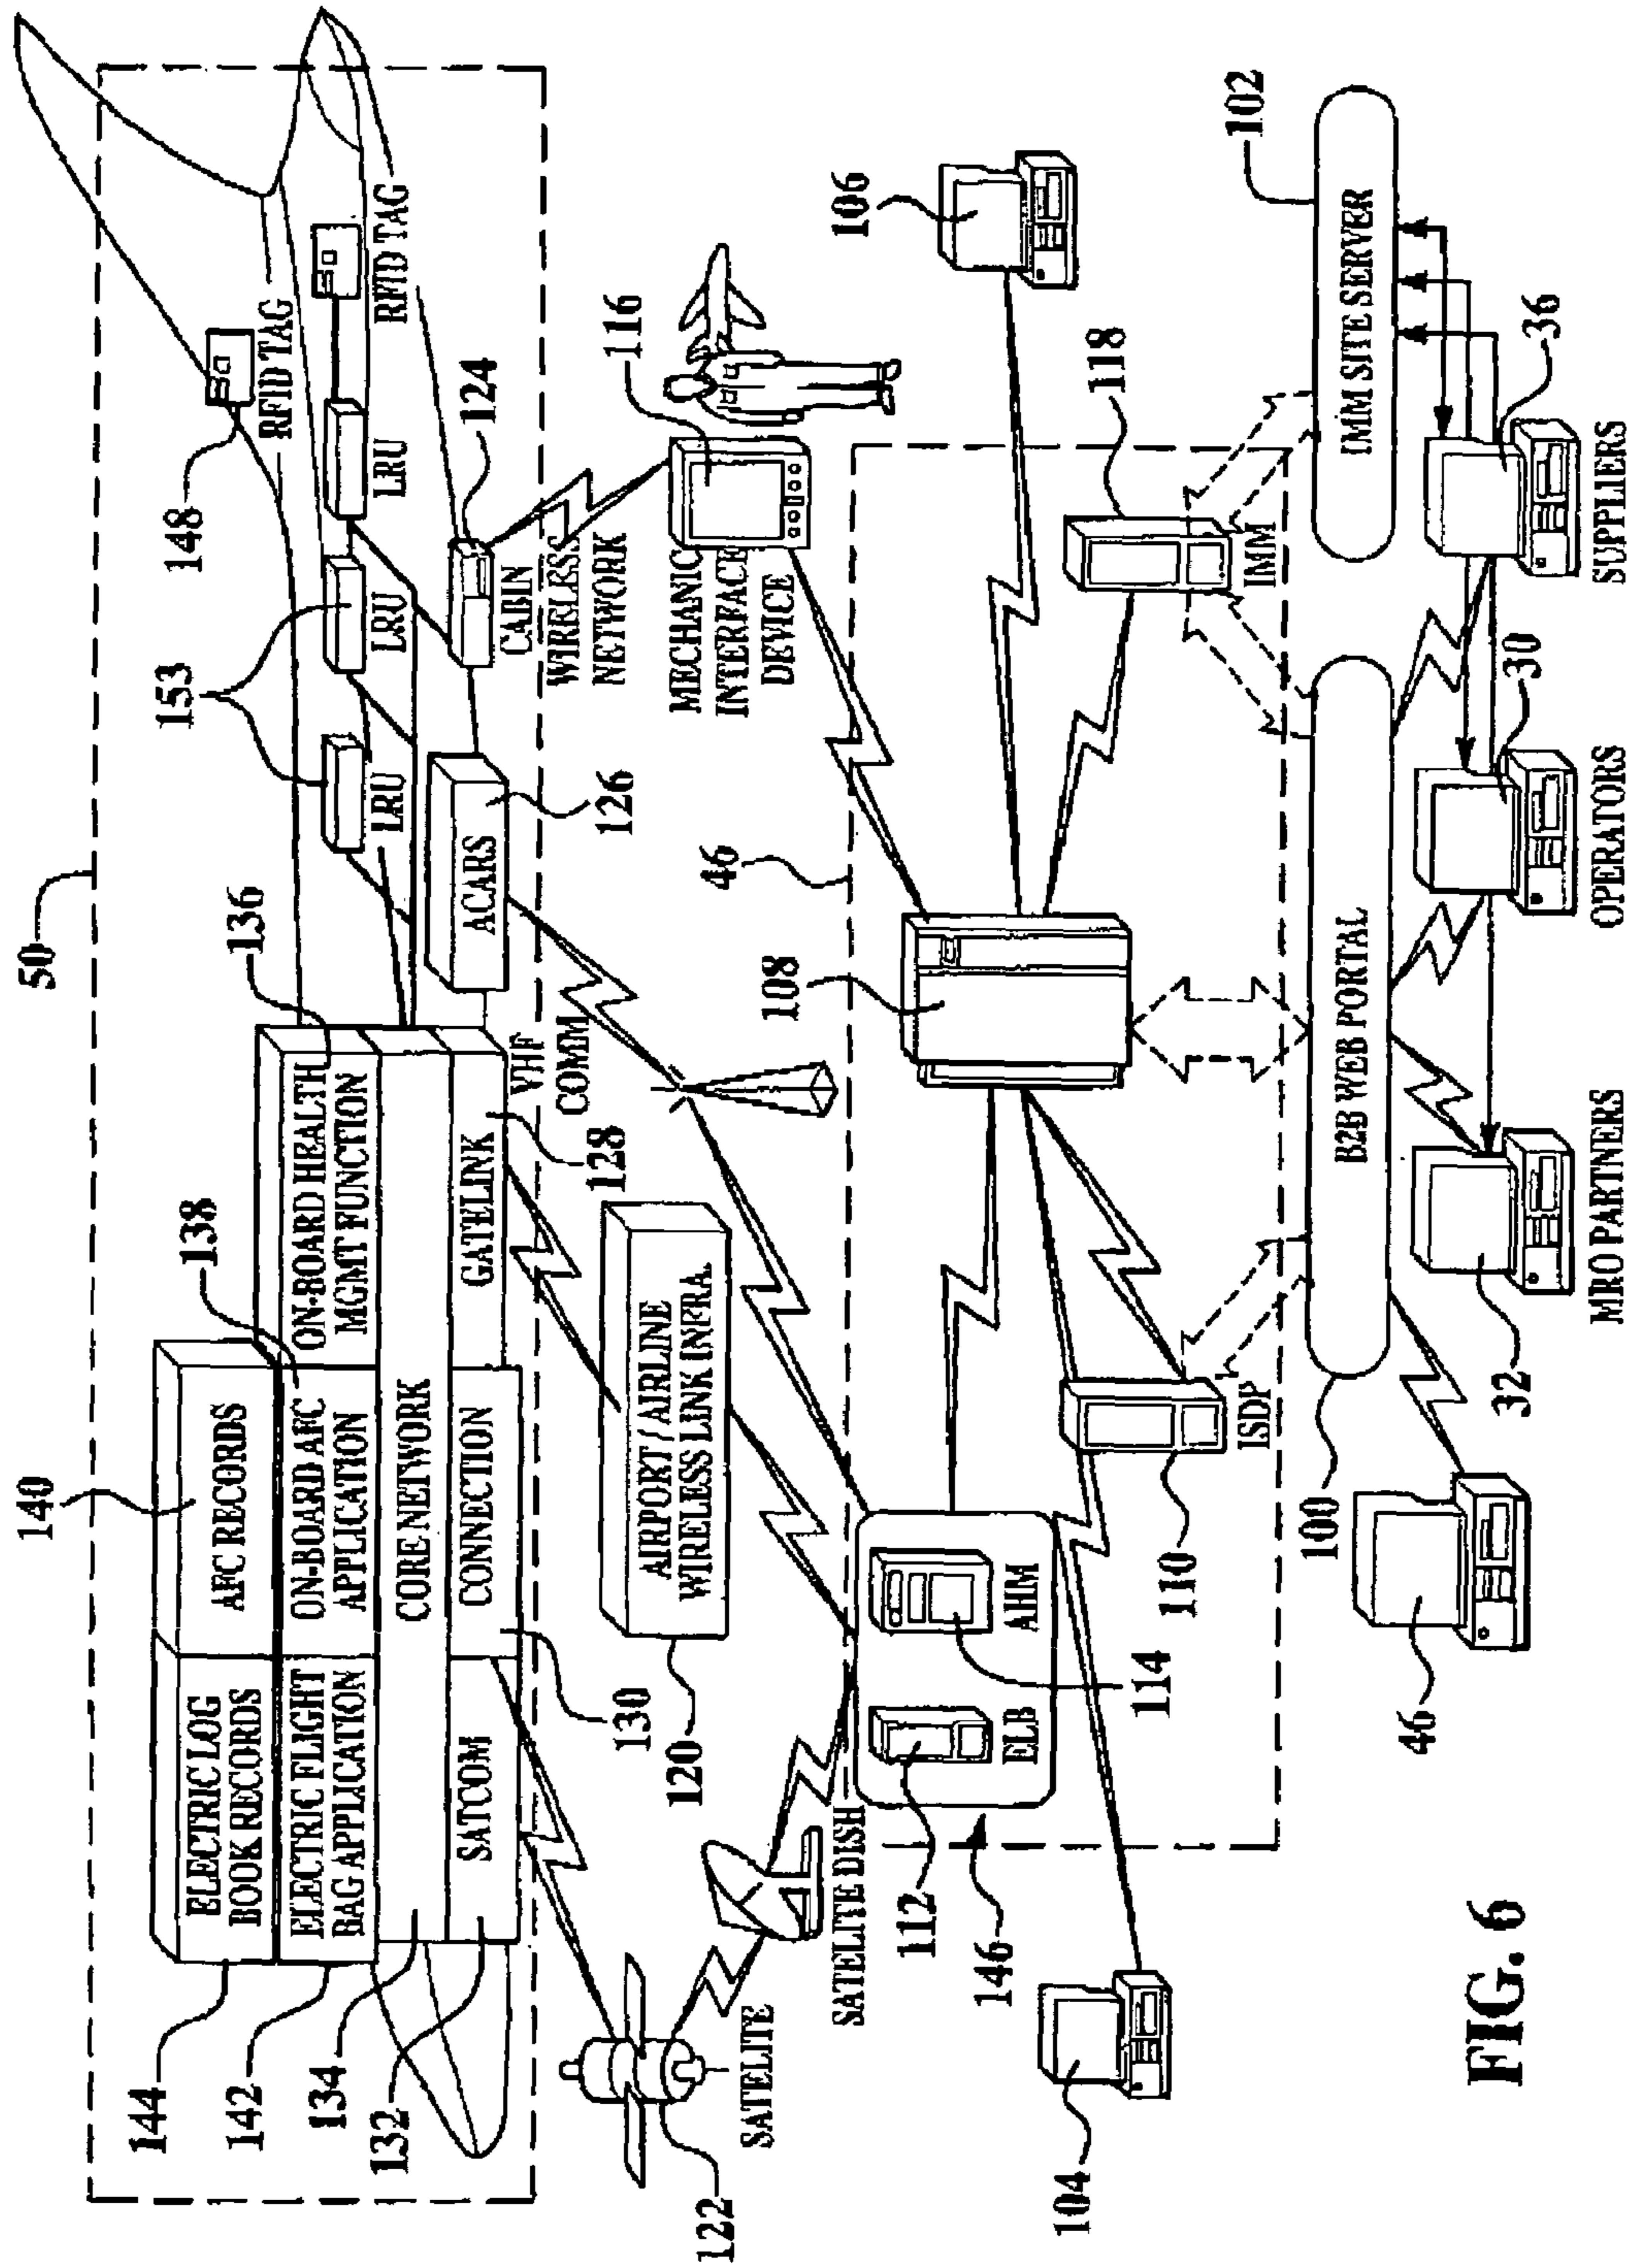 50
140
138
136
153
148
144
ELECTRIC LOG
BOOK RECORDS
AFC RECORDS
142
ELECTRIC FLIGHT
BAG APPLICATION
ON-BOARD AFC
APPLICATION
ON-BOARD HEALTH
MGMT FUNCTION
134
CORE NETWORK
132
SATCOM
CONNECTION
GATELINK
LRU
LRU
LRU
RFID TAG
RFID TAG
ACARS
126
124
CABIN
WIRELESS
NETWORK
VHF
COMM
128
130
120
AIRPORT / AIRLINE
WIRELESS LINK INFRA.
122
SATELITE
SATELITE DISH
MECHANIC
INTERFACE
DEVICE
116
46
108
106
118
IMM
112
ELB
114
AHM
146
110
ISDP
104
100
B2B WEB PORTAL
102
IMM SITE SERVER
46
32
30
36
MRO PARTNERS
OPERATORS
SUPPLIERS
FIG. 6